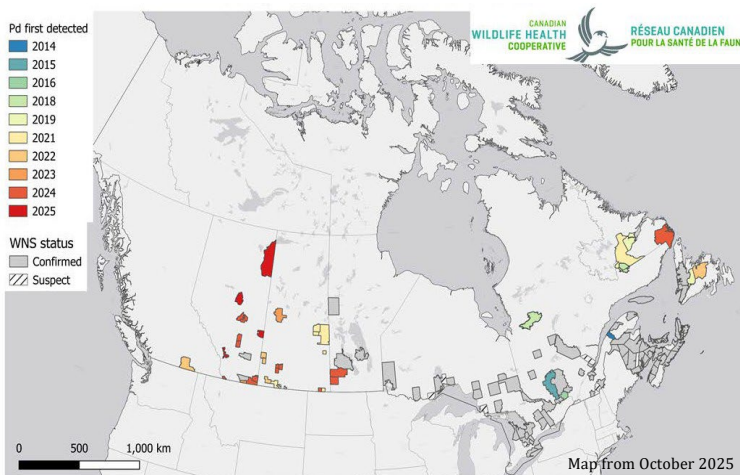 CANADIAN
WILDLIFE HEALTH
COOPERATIVE
RÉSEAU CANADIEN
POUR LA SANTÉ DE LA FAUN
Pd first detected
2014
2015
2016
2018
2019
2021
2022
2023
2024
2025
WNS status
Confirmed
Suspect
0 500 1,000 km
Map from October 2025